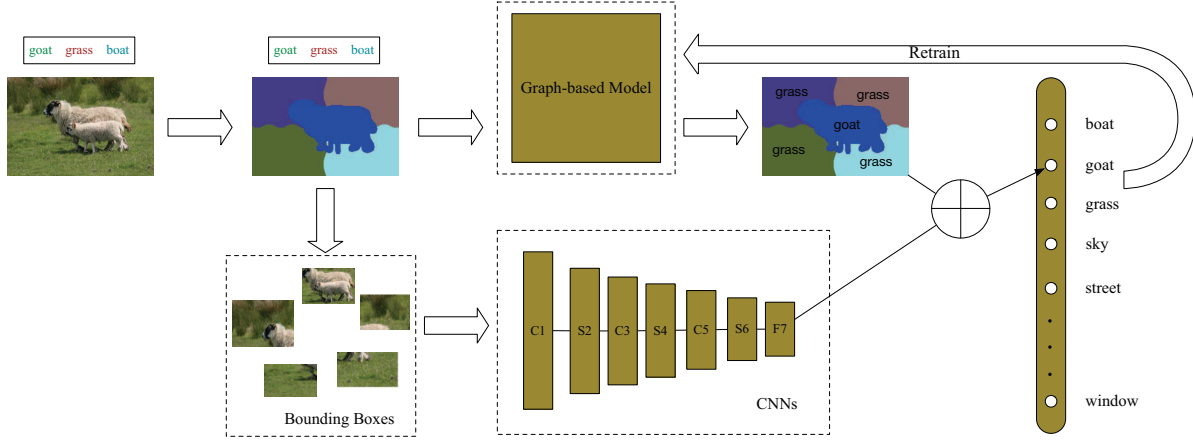 goat grass boat
goat grass boat
Graph-based Model
Retrain
grass
grass
goat
grass
grass
boat
goat
grass
sky
street
window
Bounding Boxes
C1
S2
C3
S4
C5
S6
F7
CNNs